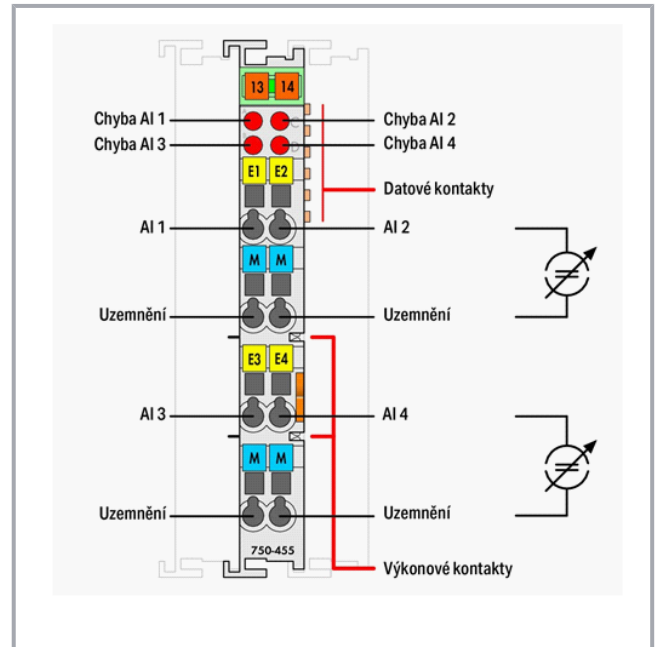 13 14
Chyba AI 1
Chyba AI 2
Chyba AI 3
Chyba AI 4
E1 E2
Datové kontakty
AI 1
AI 2
M M
Uzemnění
Uzemnění
E3 E4
AI 3
AI 4
M M
Uzemnění
Uzemnění
750-455
Výkonové kontakty